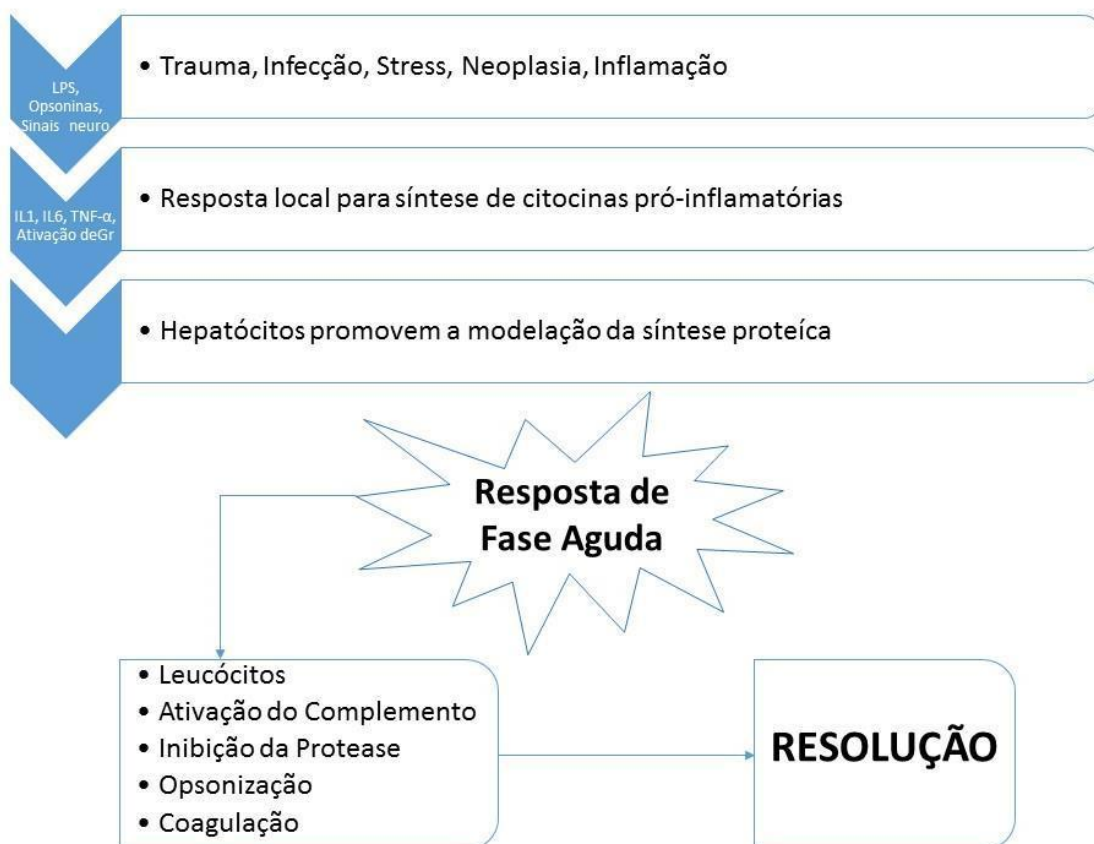 • Trauma, Infecção, Stress, Neoplasia, Inflamação
LPS,
Opsoninas,
Sinais neuro
• Resposta local para síntese de citocinas pró-inflamatórias
IL1, IL6, TNF-α,
Ativação deGr
• Hepatócitos promovem a modelação da síntese proteíca
Resposta de
Fase Aguda
• Leucócitos
• Ativação do Complemento
• Inibição da Protease
• Opsonização
• Coagulação
RESOLUÇÃO